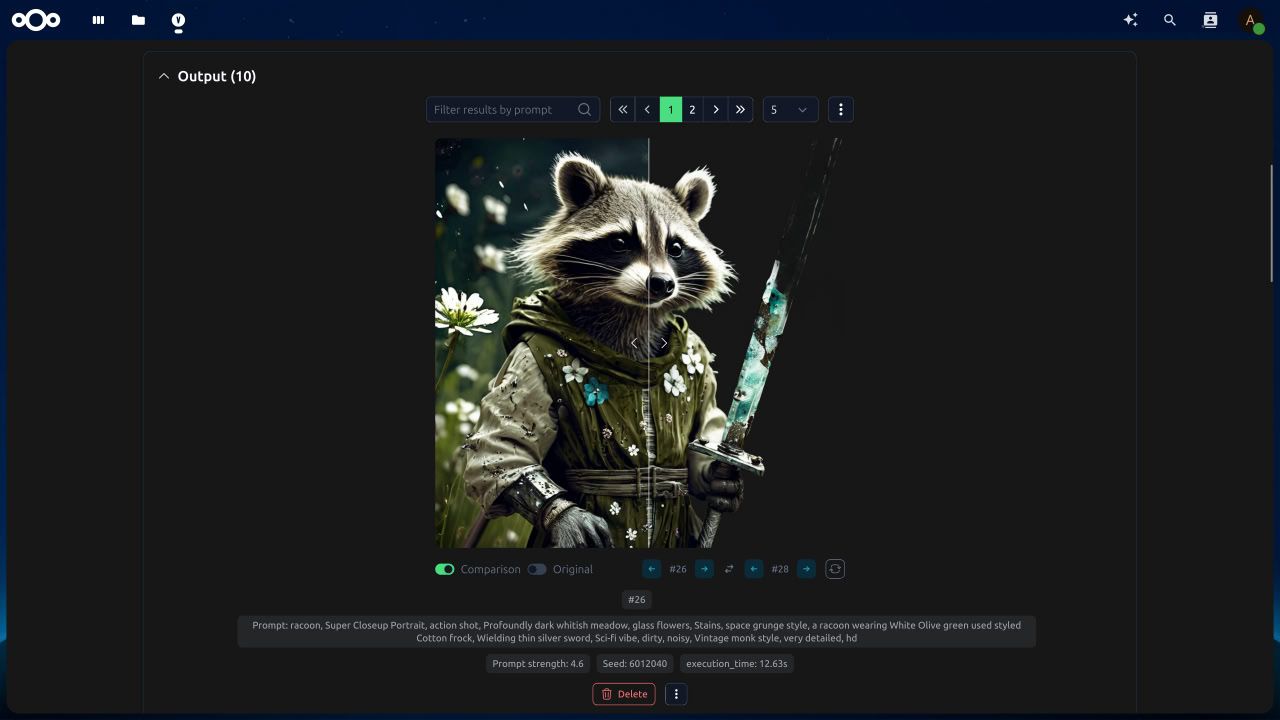 V
A
Output (10)
Filter results by prompt
1 2
5
Comparison Original #26 #28
#26
Prompt: racoon, Super Closeup Portrait, action shot, Profoundly dark whitish meadow, glass flowers, Stains, space grunge style, a racoon wearing White Olive green used styled
Cotton frock, Wielding thin silver sword, Sci-fi vibe, dirty, noisy, Vintage monk style, very detailed, hd
Prompt strength: 4.6 Seed: 6012040 execution_time: 12.63s
Delete